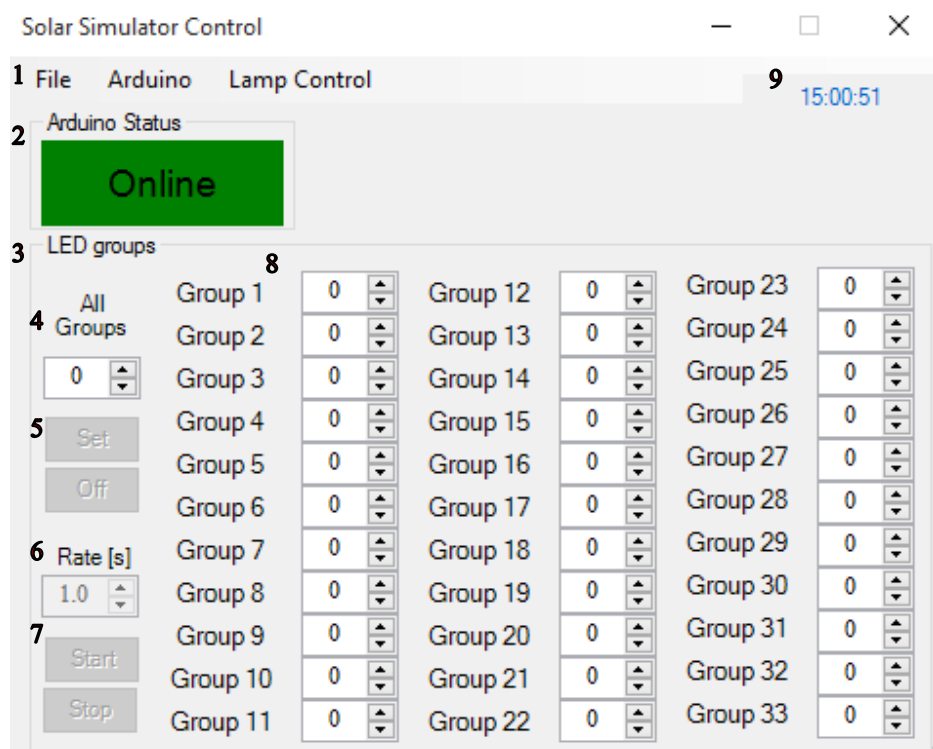 Solar Simulator Control
1 File Arduino Lamp Control 9 15:00:51
2 Arduino Status
Online
3 LED groups
8
4 All Groups
0
5 Set
Off
6 Rate [s]
1.0
7 Start
Stop
Group 1 0
Group 2 0
Group 3 0
Group 4 0
Group 5 0
Group 6 0
Group 7 0
Group 8 0
Group 9 0
Group 10 0
Group 11 0
Group 12 0
Group 13 0
Group 14 0
Group 15 0
Group 16 0
Group 17 0
Group 18 0
Group 19 0
Group 20 0
Group 21 0
Group 22 0
Group 23 0
Group 24 0
Group 25 0
Group 26 0
Group 27 0
Group 28 0
Group 29 0
Group 30 0
Group 31 0
Group 32 0
Group 33 0